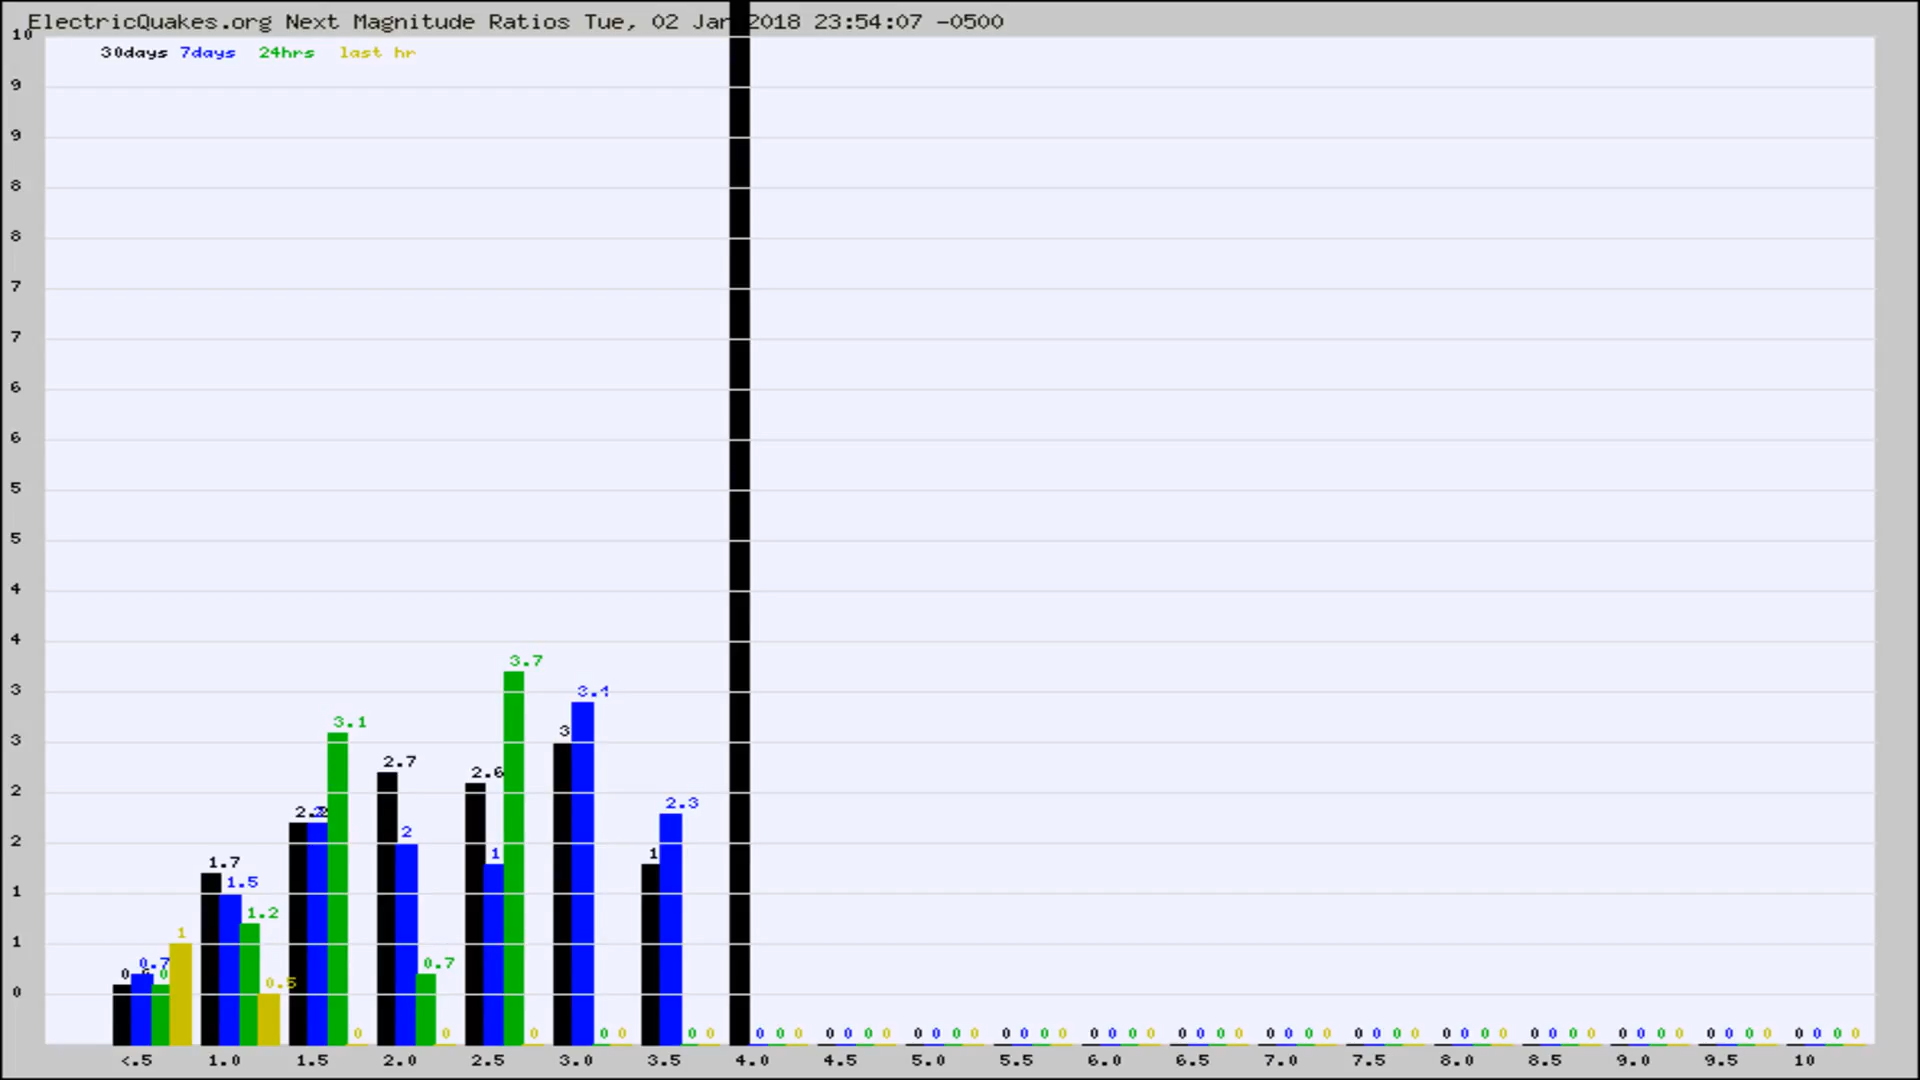 ElectricQuakes.org Next Magnitude Ratios Tue, 02 Jan 2018 23:54:07 -0500
30days 7days 24hrs last hr
10
9
9
8
8
7
7
6
6
5
5
4
4
3
3
2
2
1
1
0
3.7
3.4
3.1
3
2.7
2.6
2.3
2
1.7
1
1
1.5
1.2
1
0.7
0.7
0
0.5
0 0 0 0 0 0 0
0 0 0
0 0 0 0
0 0 0 0
0 0 0 0
0 0 0 0
0 0 0 0
0 0 0 0
0 0 0 0
0 0 0 0
0 0 0 0
0 0 0 0
0 0 0 0
0 0 0 0
<.5 1.0 1.5 2.0 2.5 3.0 3.5 4.0 4.5 5.0 5.5 6.0 6.5 7.0 7.5 8.0 8.5 9.0 9.5 10